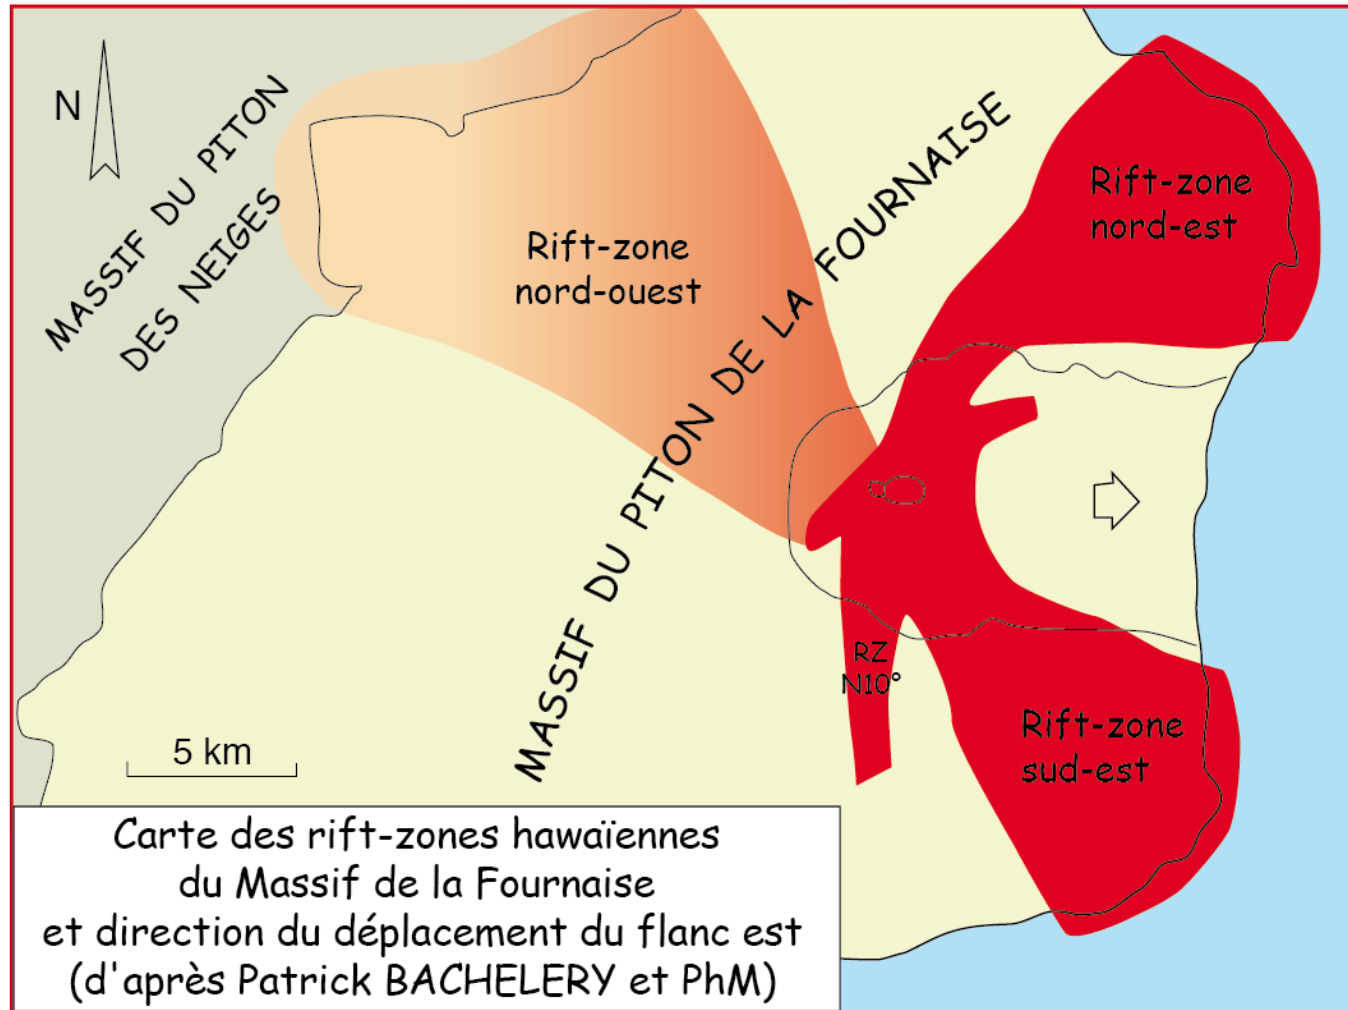 N
MASSIF DU PITON
DES NEIGES
Rift-zone
nord-ouest
MASSIF DU PITON DE LA FOURNAISE
Rift-zone
nord-est
RZ
N10°
Rift-zone
sud-est
5 km
Carte des rift-zones hawaïennes
du Massif de la Fournaise
et direction du déplacement du flanc est
(d'après Patrick BACHELERY et PhM)